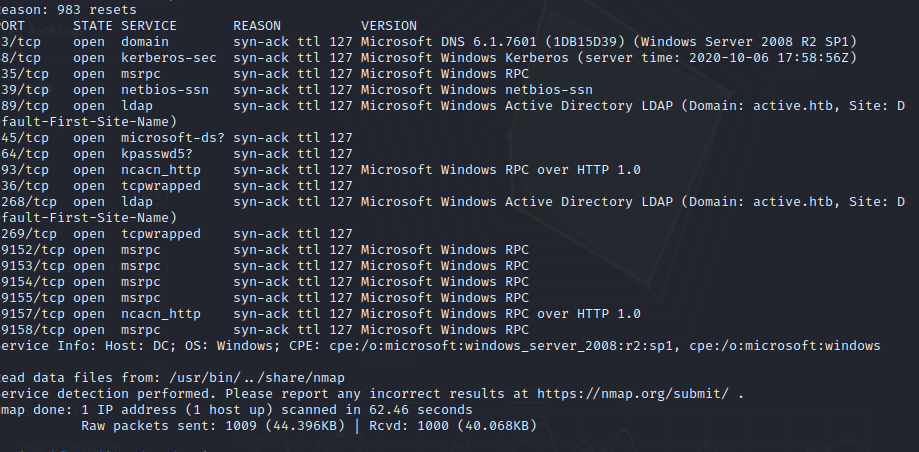 eason: 983 resets
ORT STATE SERVICE REASON VERSION
3/tcp open domain syn-ack ttl 127 Microsoft DNS 6.1.7601 (1DB15D39) (Windows Server 2008 R2 SP1)
8/tcp open kerberos-sec syn-ack ttl 127 Microsoft Windows Kerberos (server time: 2020-10-06 17:58:56Z)
35/tcp open msrpc syn-ack ttl 127 Microsoft Windows RPC
39/tcp open netbios-ssn syn-ack ttl 127 Microsoft Windows netbios-ssn
89/tcp open ldap syn-ack ttl 127 Microsoft Windows Active Directory LDAP (Domain: active.htb, Site: D
fault-First-Site-Name)
45/tcp open microsoft-ds? syn-ack ttl 127
64/tcp open kpasswd5? syn-ack ttl 127
93/tcp open ncacn_http syn-ack ttl 127 Microsoft Windows RPC over HTTP 1.0
36/tcp open tcpwrapped syn-ack ttl 127
268/tcp open ldap syn-ack ttl 127 Microsoft Windows Active Directory LDAP (Domain: active.htb, Site: D
fault-First-Site-Name)
269/tcp open tcpwrapped syn-ack ttl 127
9152/tcp open msrpc syn-ack ttl 127 Microsoft Windows RPC
9153/tcp open msrpc syn-ack ttl 127 Microsoft Windows RPC
9154/tcp open msrpc syn-ack ttl 127 Microsoft Windows RPC
9155/tcp open msrpc syn-ack ttl 127 Microsoft Windows RPC
9157/tcp open ncacn_http syn-ack ttl 127 Microsoft Windows RPC over HTTP 1.0
9158/tcp open msrpc syn-ack ttl 127 Microsoft Windows RPC
ervice Info: Host: DC; OS: Windows; CPE: cpe:/o:microsoft:windows_server_2008:r2:sp1, cpe:/o:microsoft:windows
ead data files from: /usr/bin/../share/nmap
ervice detection performed. Please report any incorrect results at https://nmap.org/submit/ .
map done: 1 IP address (1 host up) scanned in 62.46 seconds
Raw packets sent: 1009 (44.396KB) | Rcvd: 1000 (40.068KB)